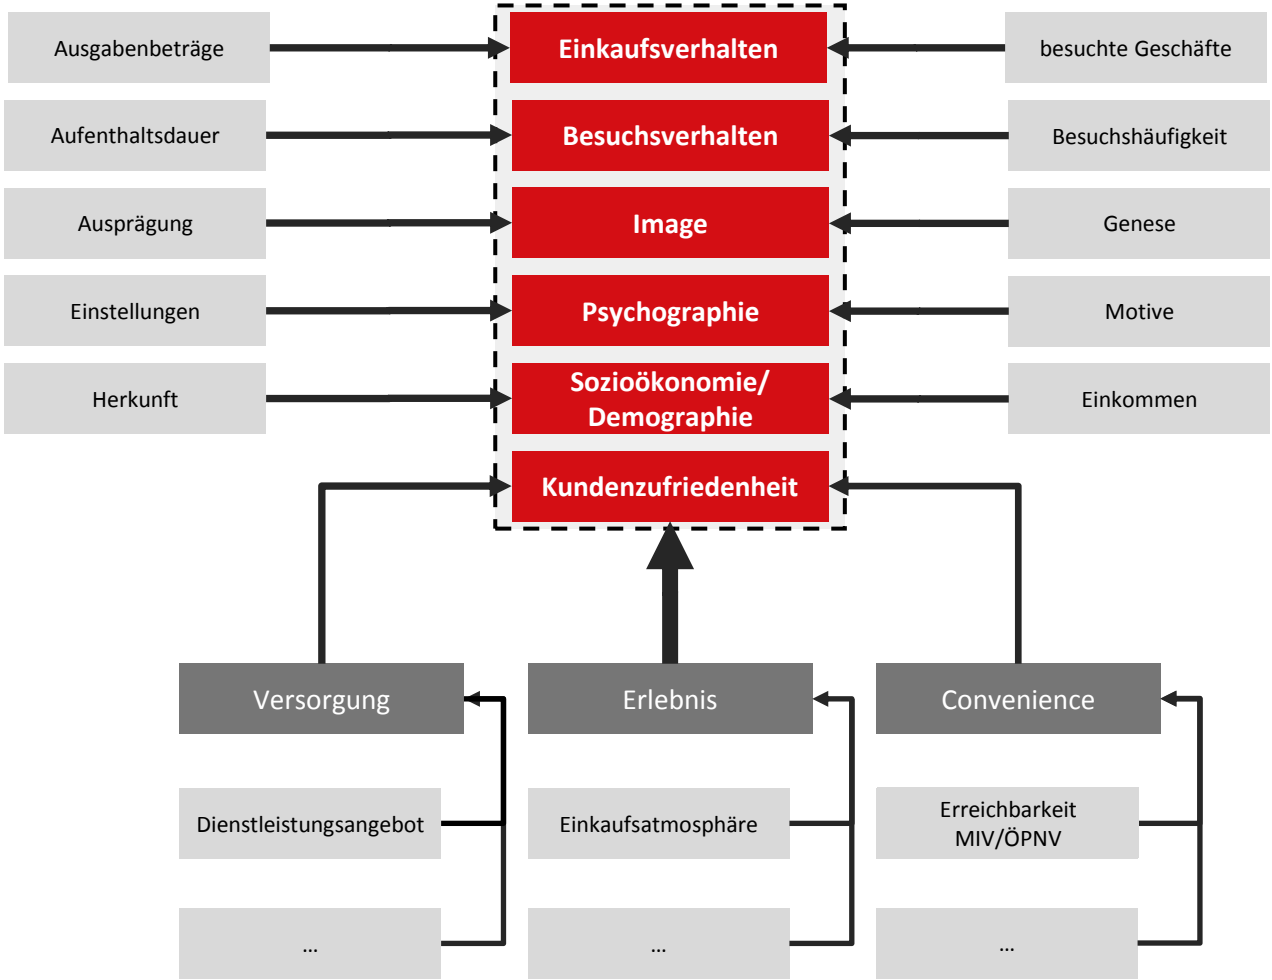 Ausgabenbeträge
Einkaufsverhalten
besuchte Geschäfte
Aufenthaltsdauer
Besuchsverhalten
Besuchshäufigkeit
Ausprägung
Image
Genese
Einstellungen
Psychographie
Motive
Herkunft
Sozioökonomie/
Demographie
Einkommen
Kundenzufriedenheit
Versorgung
Erlebnis
Convenience
Dienstleistungsangebot
Einkaufsatmosphäre
Erreichbarkeit
MIV/ÖPNV
...
...
...